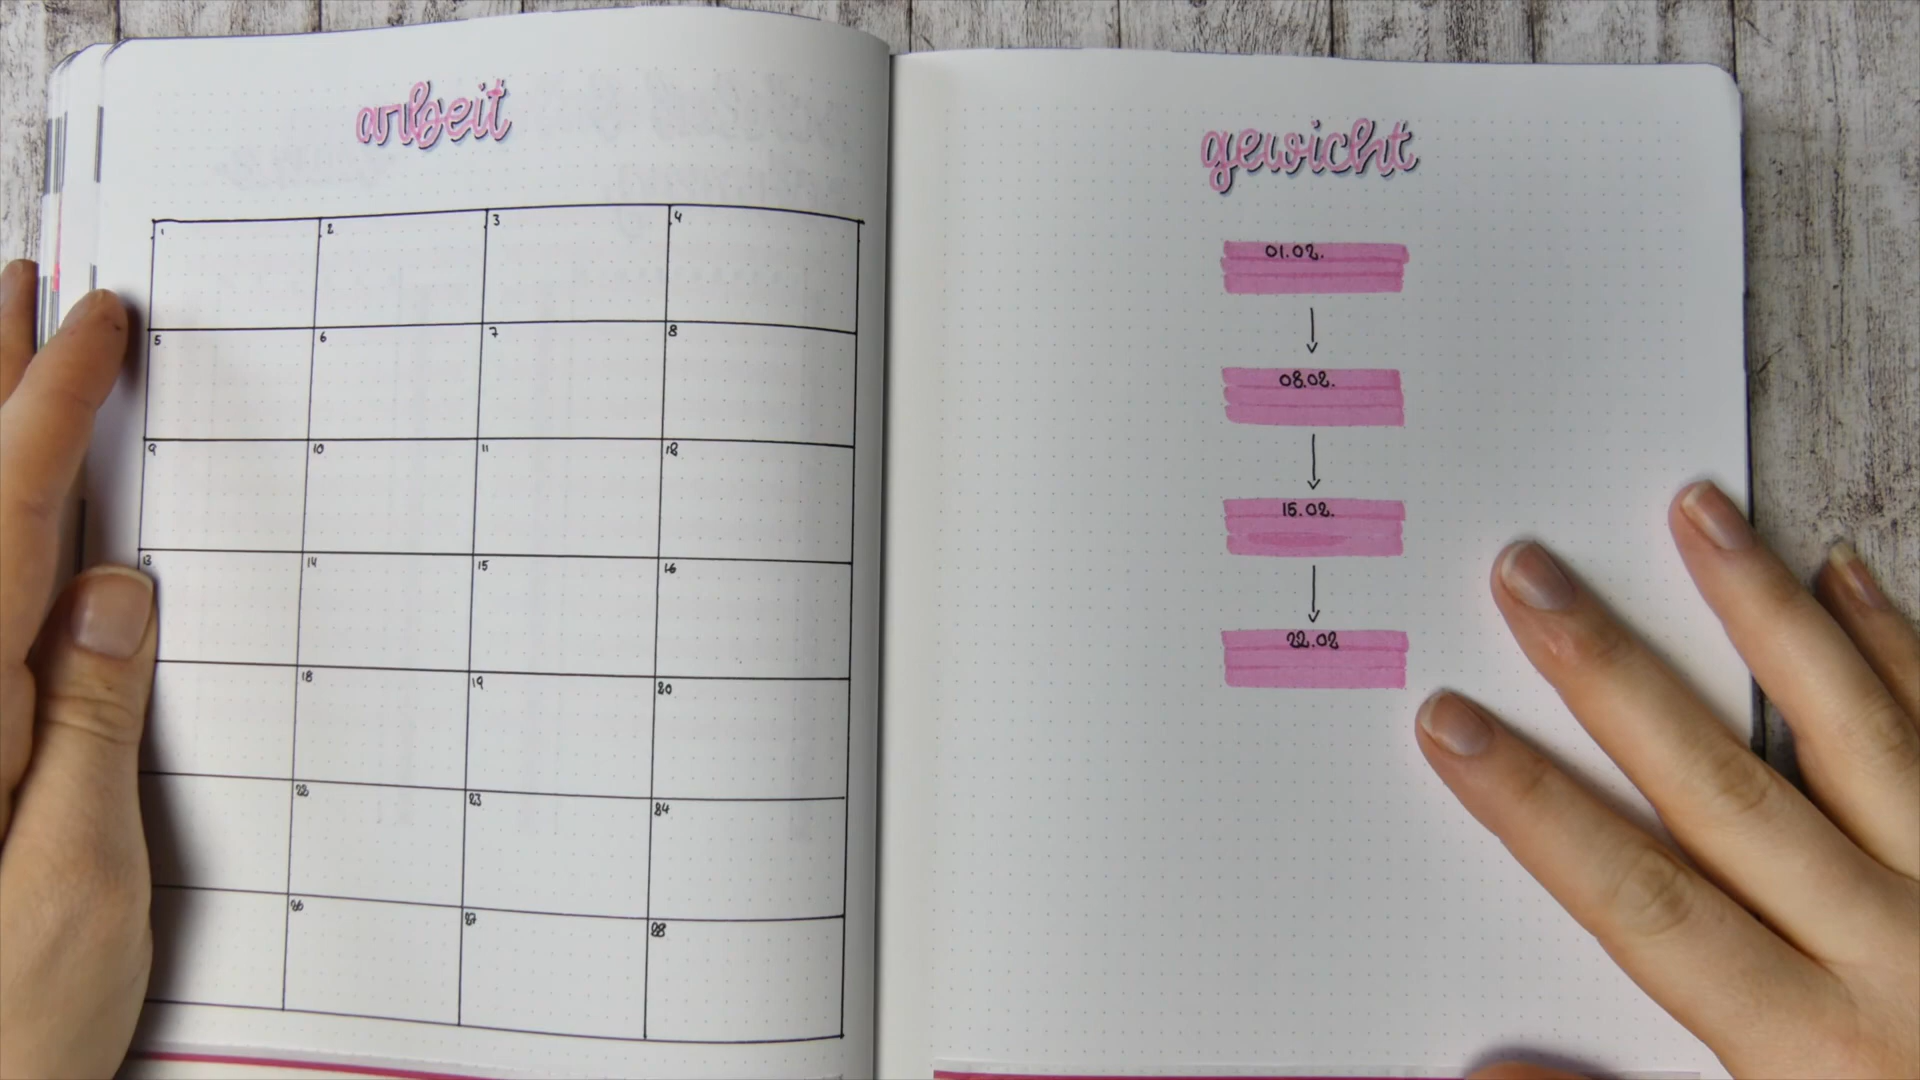 arbeit
1 2 3 4
5 6 7 8
9 10 11 12
13 14 15 16
18 19 20
22 23 24
26 27 28
gewicht
01.02.
08.02.
15.02.
22.02